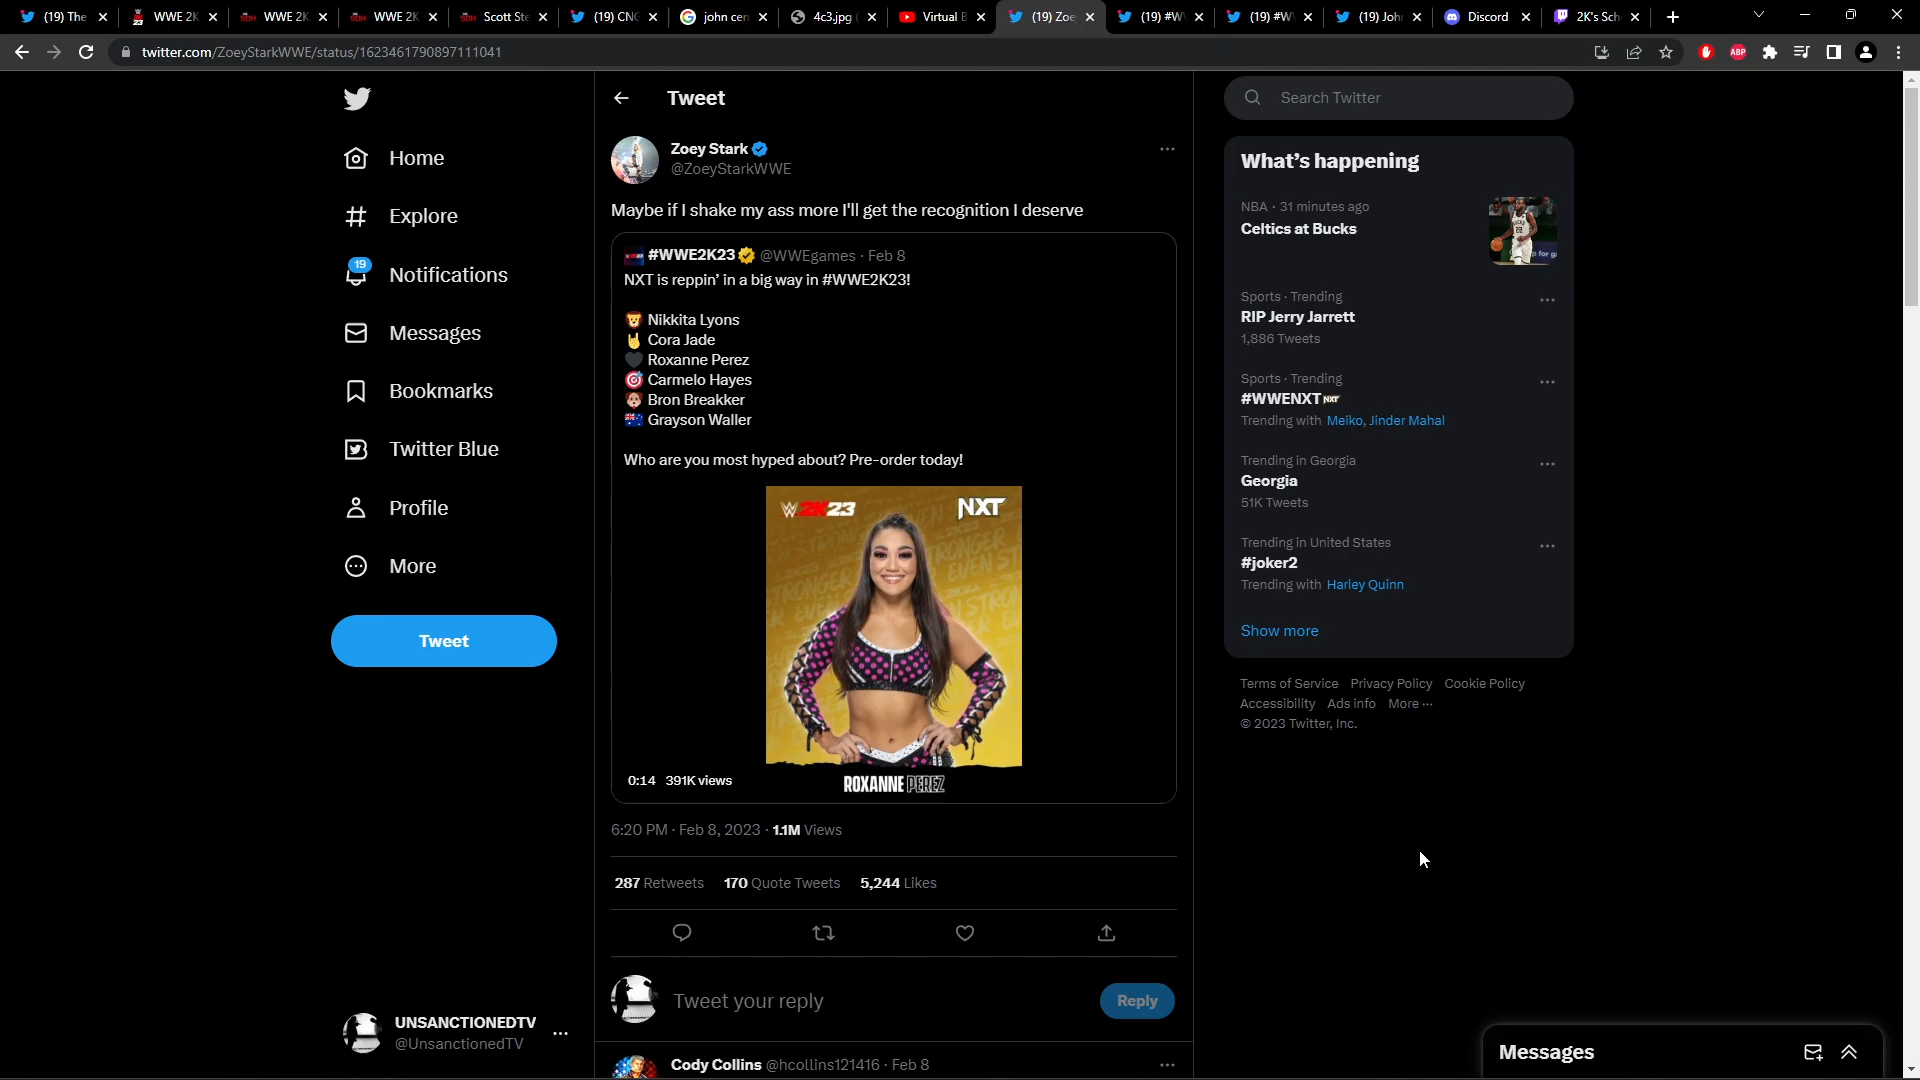 (19) The
WWE 2K
WWE 2K
WWE 2K
Scott Ste
(19) CNG
john cen
4c3.jpg (
Virtual B
(19) Zoe
(19) #W
(19) #W
(19) Joh
Discord
2K's Sch
twitter.com/ZoeyStarkWWE/status/1623461790897111041
ABP
Home
Explore
19
Notifications
Messages
Bookmarks
Twitter Blue
Profile
More
Tweet
UNSANCTIONEDTV
@UnsanctionedTV
Tweet
Zoey Stark
@ZoeyStarkWWE
Maybe if I shake my ass more I'll get the recognition I deserve
#WWE2K23 @WWEgames · Feb 8
NXT is reppin' in a big way in #WWE2K23!
Nikkita Lyons
Cora Jade
Roxanne Perez
Carmelo Hayes
Bron Breakker
Grayson Waller
Who are you most hyped about? Pre-order today!
W 2K23
NXT
ROXANNE PEREZ
0:14 391K views
6:20 PM · Feb 8, 2023 · 1.1M Views
287 Retweets 170 Quote Tweets 5,244 Likes
Tweet your reply
Reply
Cody Collins @hcollins121416 · Feb 8
Search Twitter
What's happening
NBA · 31 minutes ago
Celtics at Bucks
Sports · Trending
RIP Jerry Jarrett
1,886 Tweets
Sports · Trending
#WWENXT
Trending with Meiko, Jinder Mahal
Trending in Georgia
Georgia
51K Tweets
Trending in United States
#joker2
Trending with Harley Quinn
Show more
Terms of Service Privacy Policy Cookie Policy
Accessibility Ads info More ···
© 2023 Twitter, Inc.
Messages